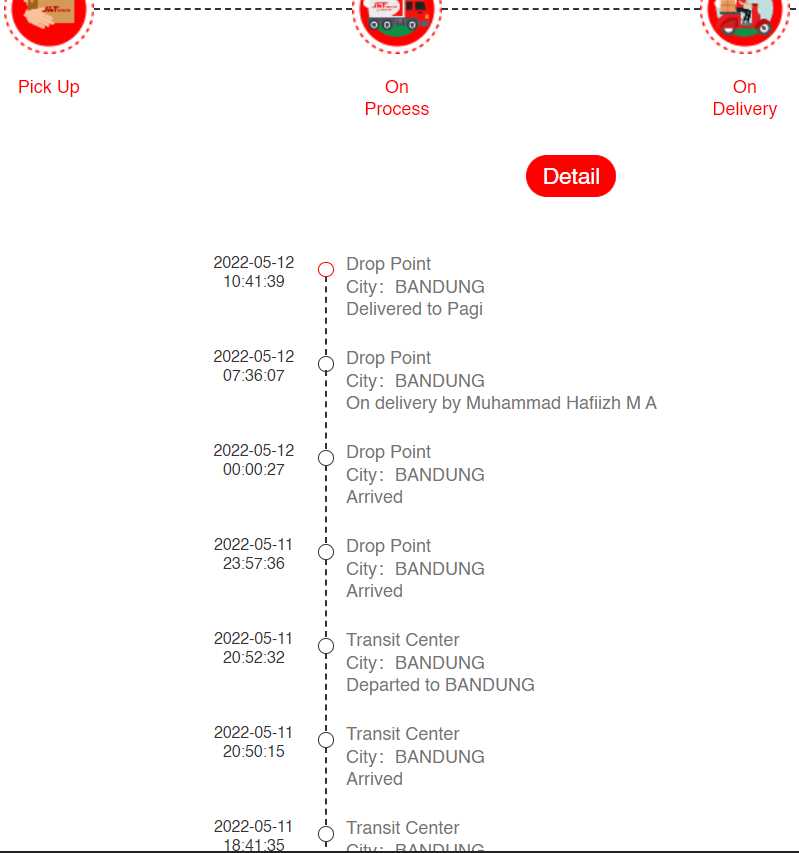 J&T
J&T
Pick Up
On
Process
On
Delivery
Detail
2022-05-12
10:41:39
Drop Point
City：BANDUNG
Delivered to Pagi
2022-05-12
07:36:07
Drop Point
City：BANDUNG
On delivery by Muhammad Hafiizh M A
2022-05-12
00:00:27
Drop Point
City：BANDUNG
Arrived
2022-05-11
23:57:36
Drop Point
City：BANDUNG
Arrived
2022-05-11
20:52:32
Transit Center
City：BANDUNG
Departed to BANDUNG
2022-05-11
20:50:15
Transit Center
City：BANDUNG
Arrived
2022-05-11
18:41:35
Transit Center
City：BANDUNG